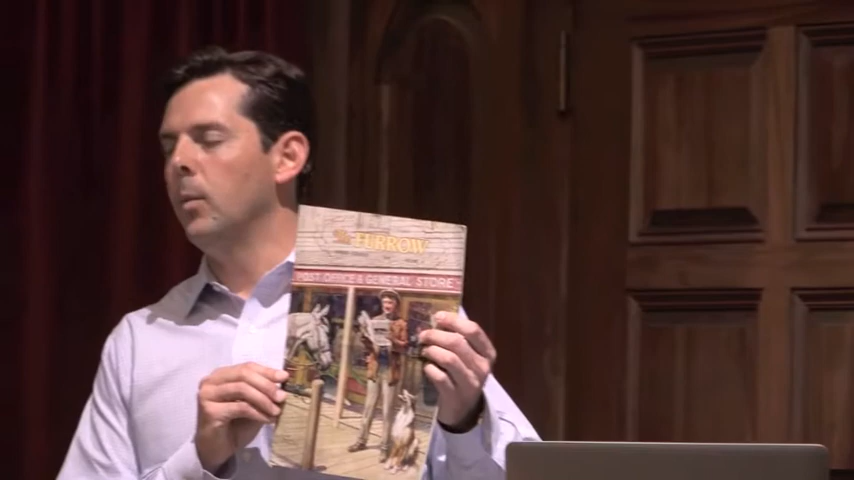 The FURROW
POST OFFICE & GENERAL STORE